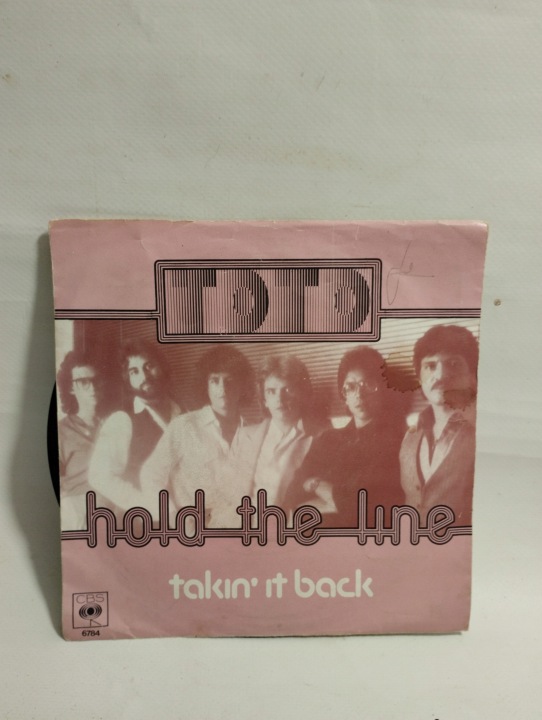 TOTO
hold the line
takin' it back
CBS
6784